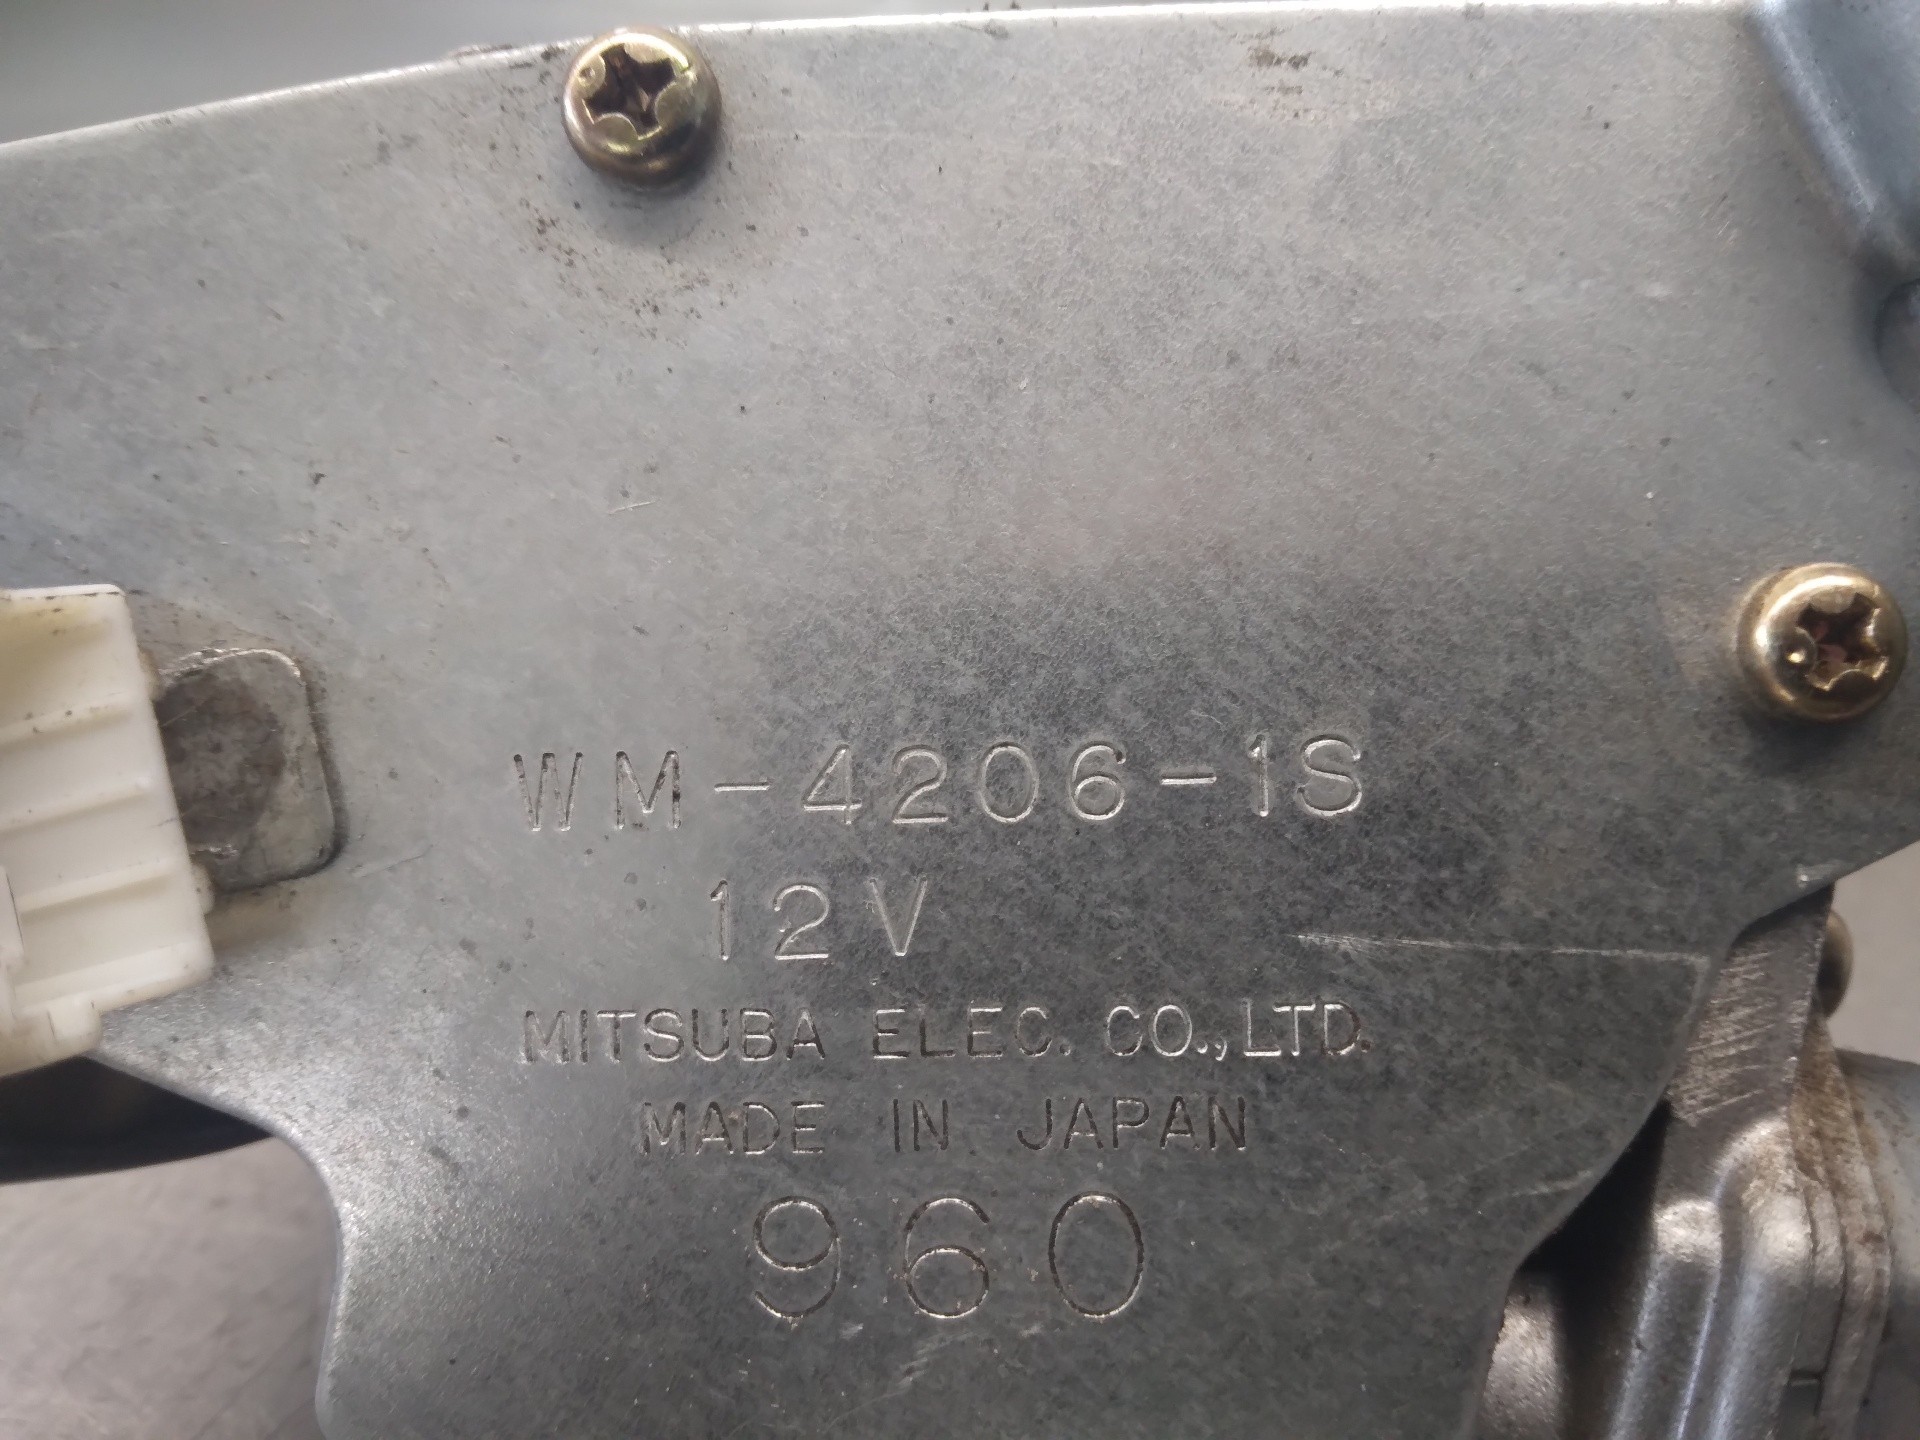 WM-4206-1S
12V
MITSUBA ELEC. CO.,LTD.
MADE IN JAPAN
960